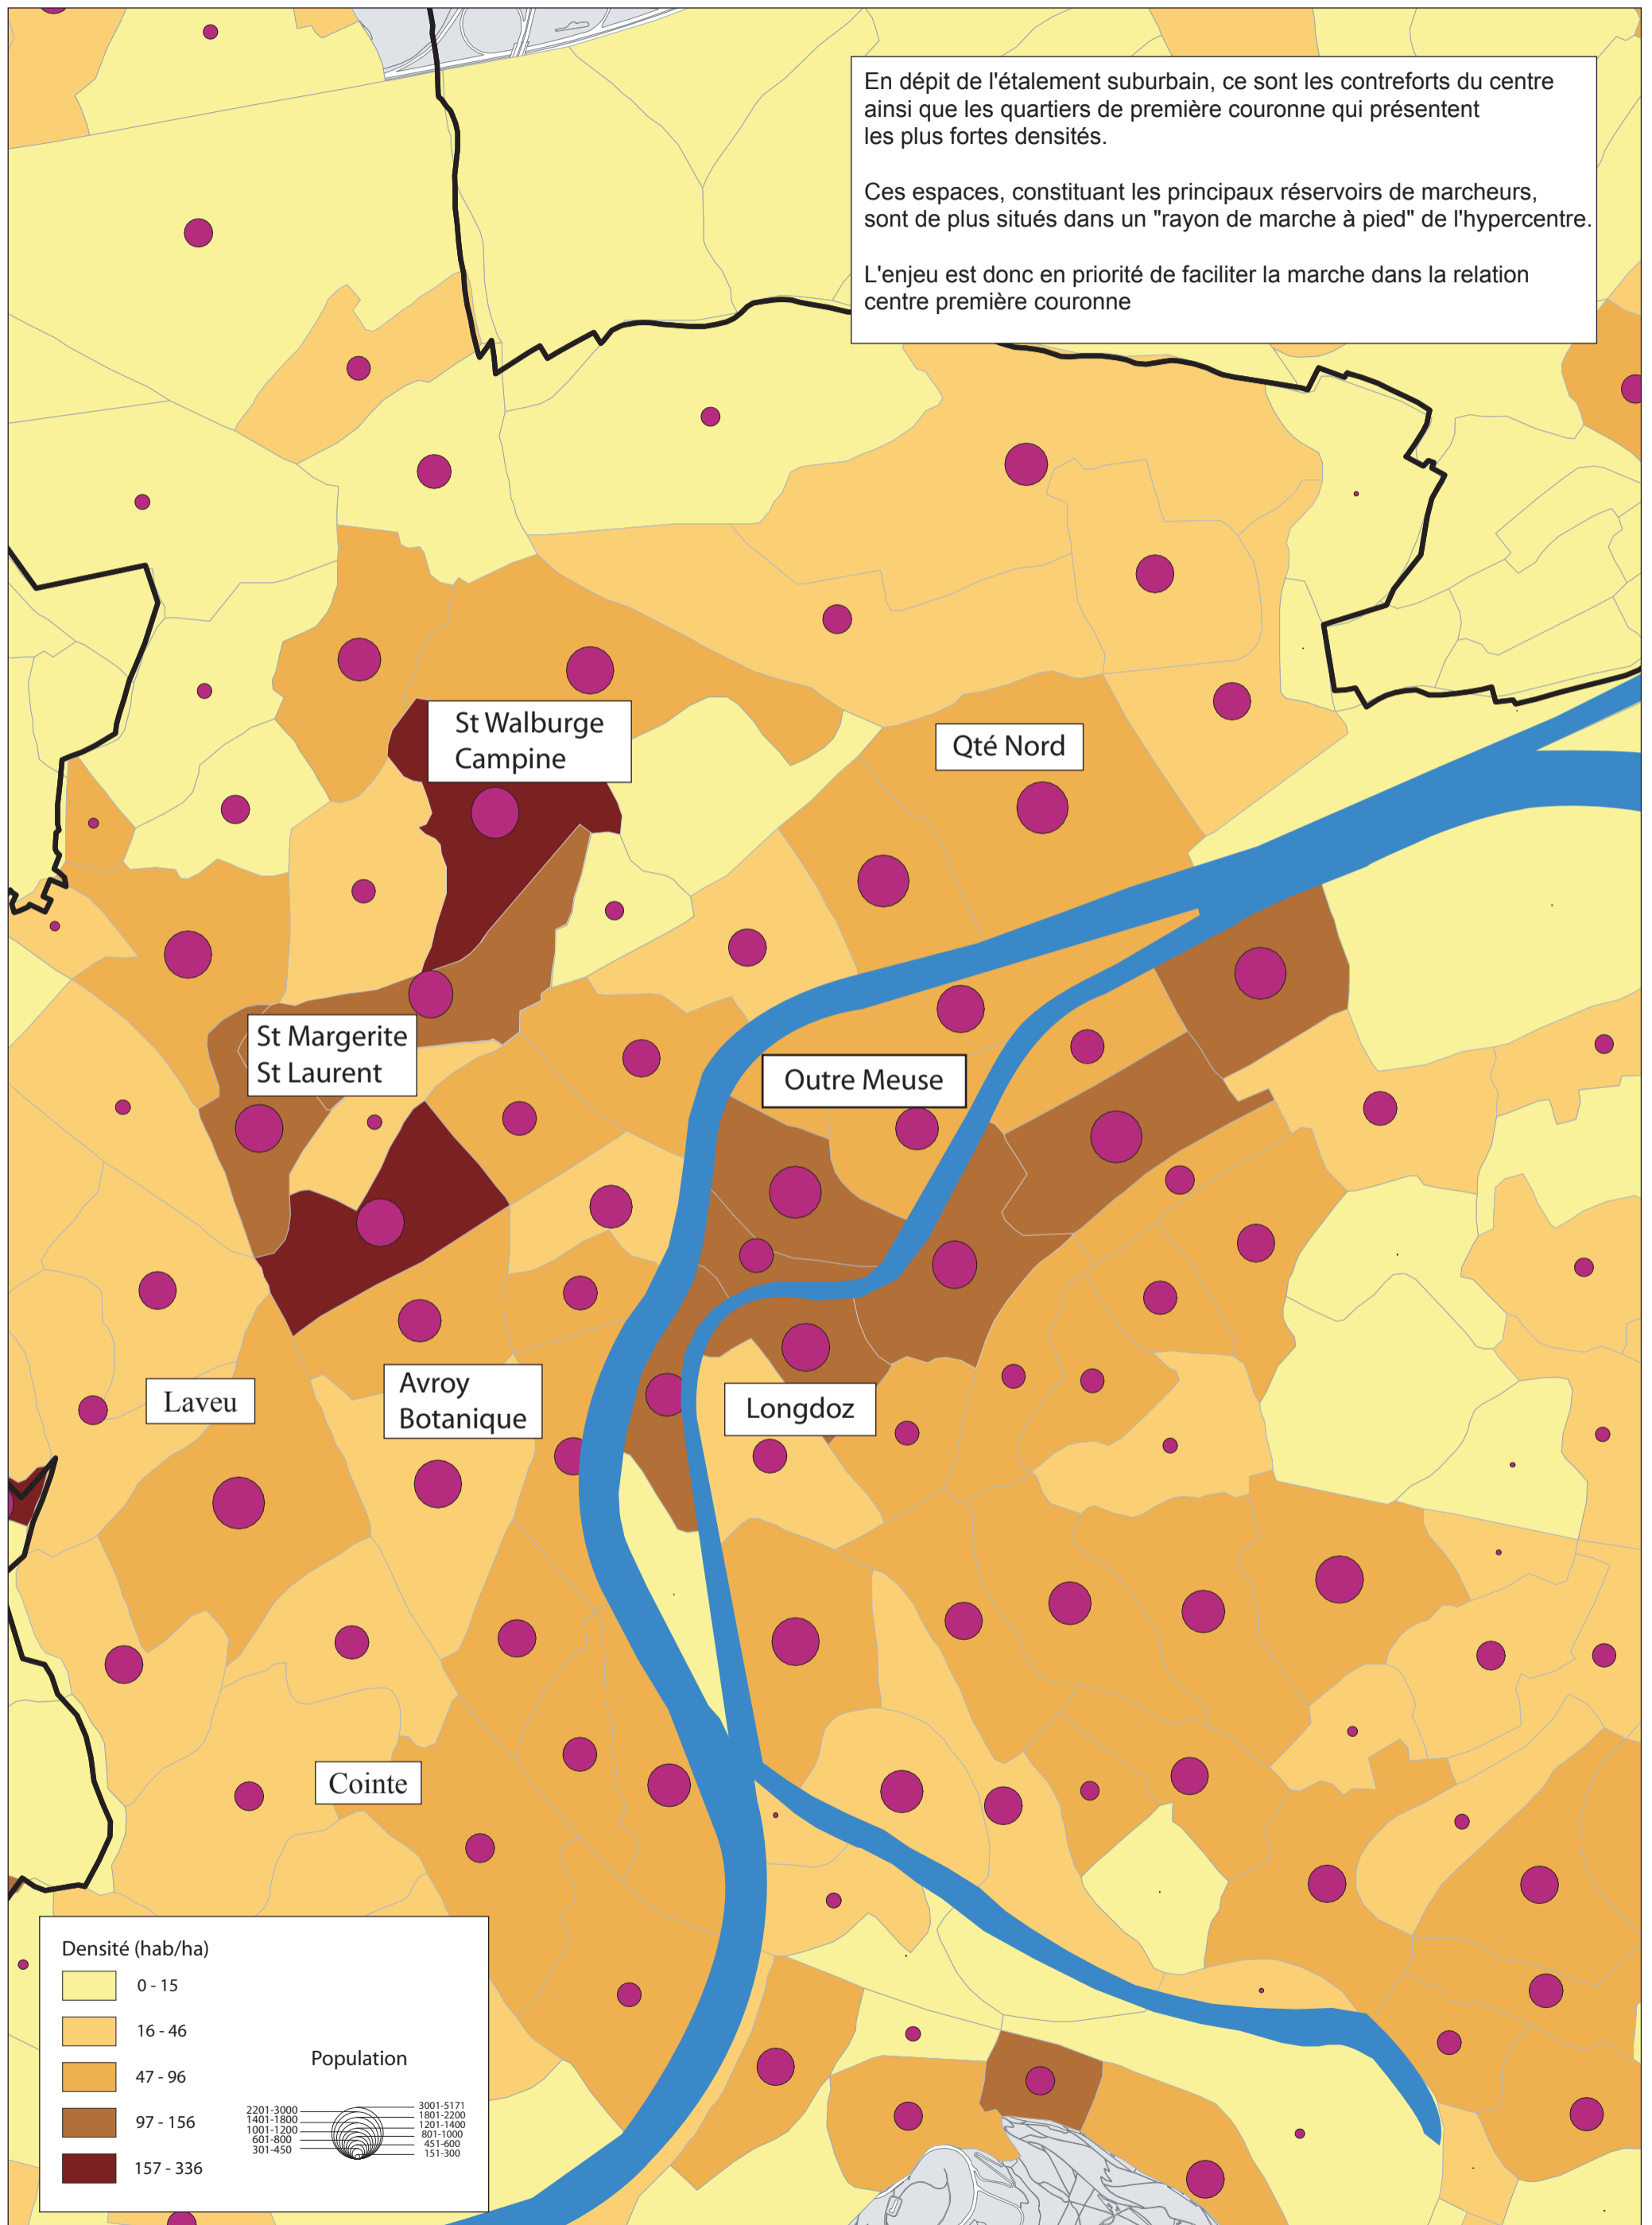 En dépit de l'étalement suburbain, ce sont les contreforts du centre
ainsi que les quartiers de première couronne qui présentent
les plus fortes densités.
Ces espaces, constituant les principaux réservoirs de marcheurs,
sont de plus situés dans un "rayon de marche à pied" de l'hypercentre.
L'enjeu est donc en priorité de faciliter la marche dans la relation
centre première couronne
St Walburge
Campine
Qté Nord
St Margerite
St Laurent
Outre Meuse
Laveu
Avroy
Botanique
Longdoz
Cointe
Densité (hab/ha)
0 - 15
16 - 46
47 - 96
97 - 156
157 - 336
Population
2201-3000
1401-1800
1001-1200
601-800
301-450
3001-5171
1801-2200
1201-1400
801-1000
451-600
151-300